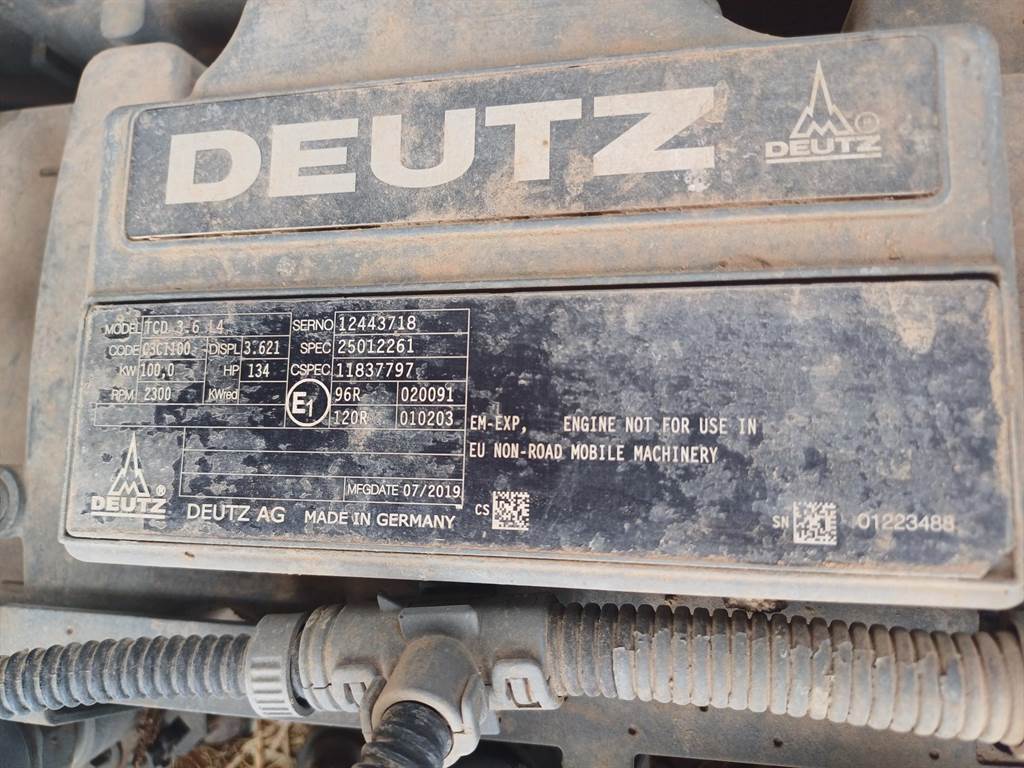 DEUTZ
DEUTZ
MODEL TCD 3.6 L4 SERNO 12443718
CODE 03CT100 DISPL 3.621 SPEC 25012261
KW 100,0 HP 134 CSPEC 11837797
RPM 2300 KWred E1 96R 020091
120R 010203
EM-EXP, ENGINE NOT FOR USE IN
EU NON-ROAD MOBILE MACHINERY
MFGDATE 07/2019
DEUTZ ®
DEUTZ AG MADE IN GERMANY
CS
SN 01223488